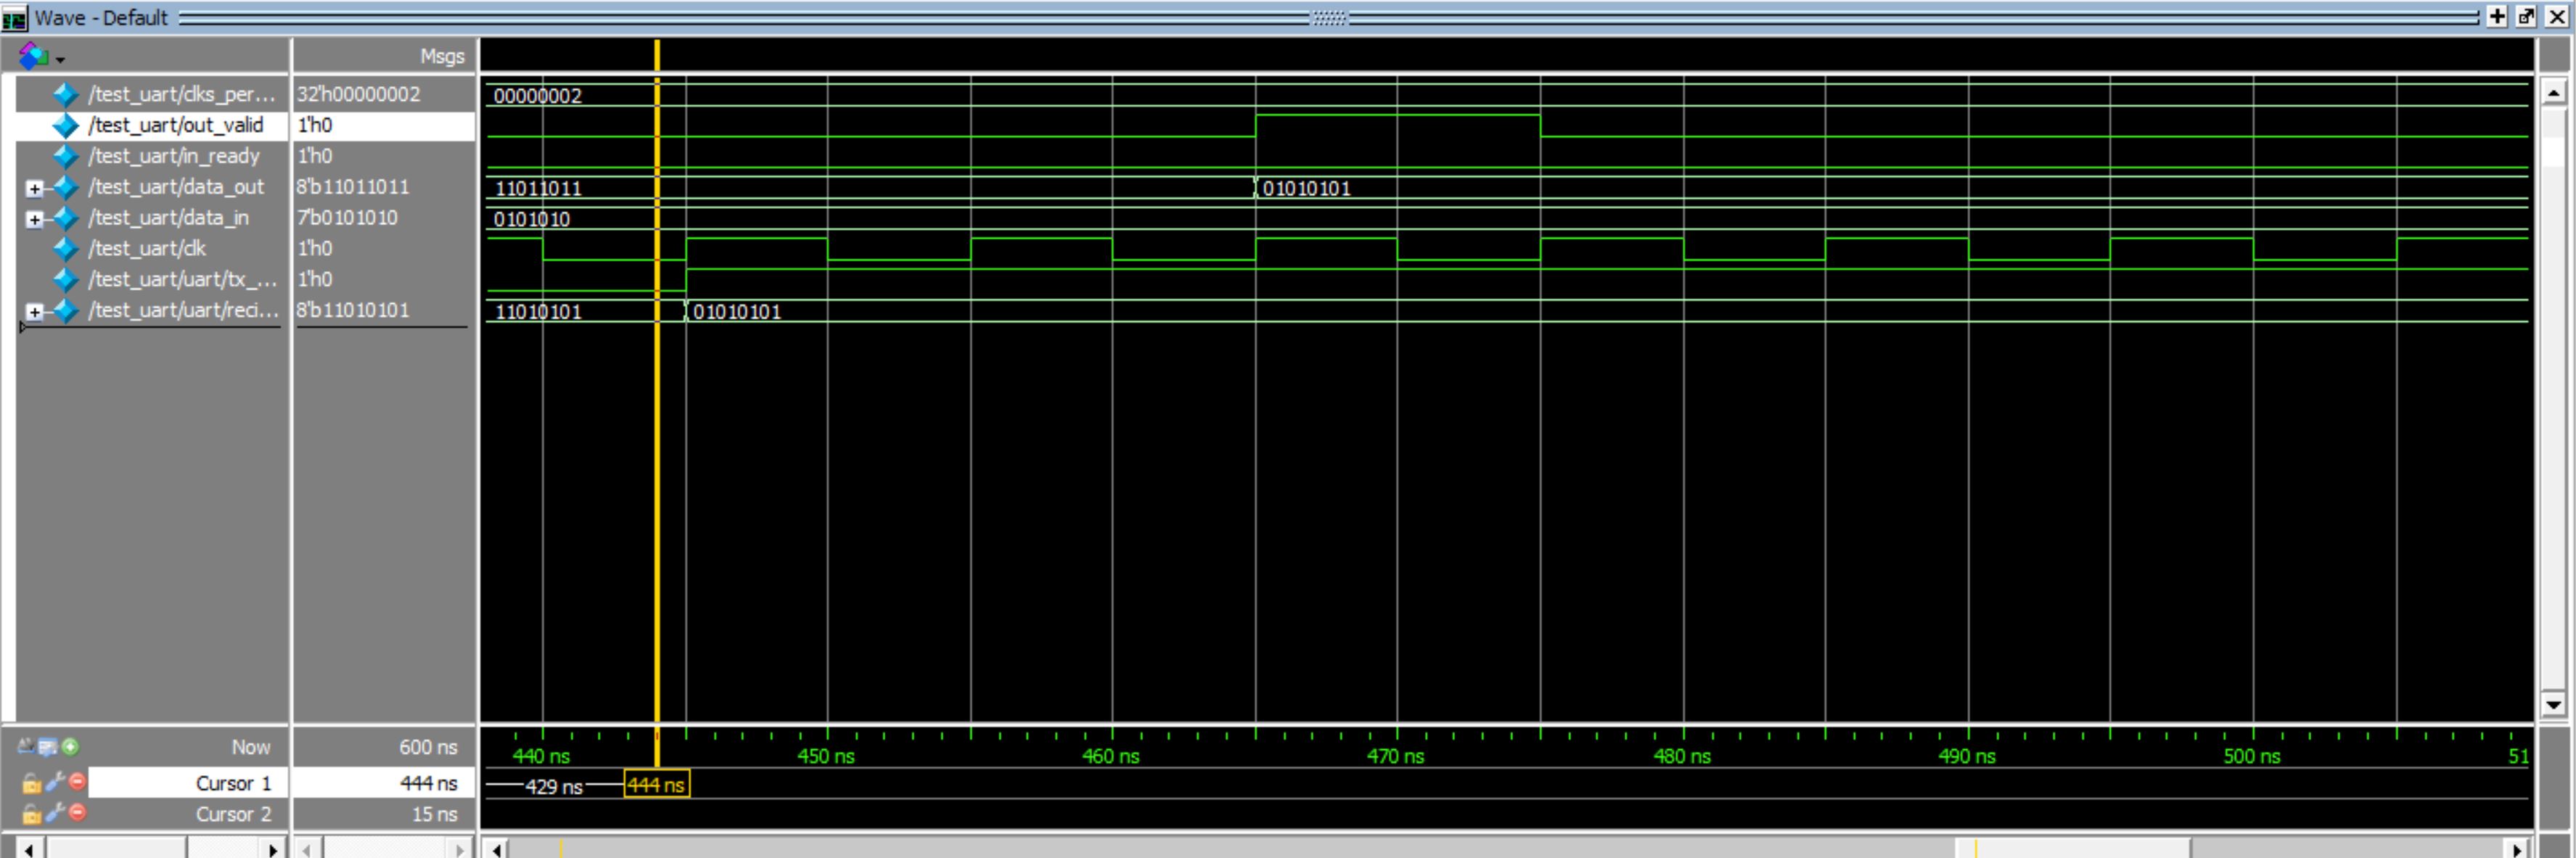 Wave - Default
Msgs
/test_uart/clks_per... 32'h00000002 00000002
/test_uart/out_valid 1'h0
/test_uart/in_ready 1'h0
/test_uart/data_out 8'b11011011 11011011 01010101
/test_uart/data_in 7'b0101010 0101010
/test_uart/clk 1'h0
/test_uart/uart/tx_... 1'h0
/test_uart/uart/reci... 8'b11010101 11010101 01010101
Now 600 ns 440 ns 450 ns 460 ns 470 ns 480 ns 490 ns 500 ns 51
Cursor 1 444 ns 429 ns 444 ns
Cursor 2 15 ns